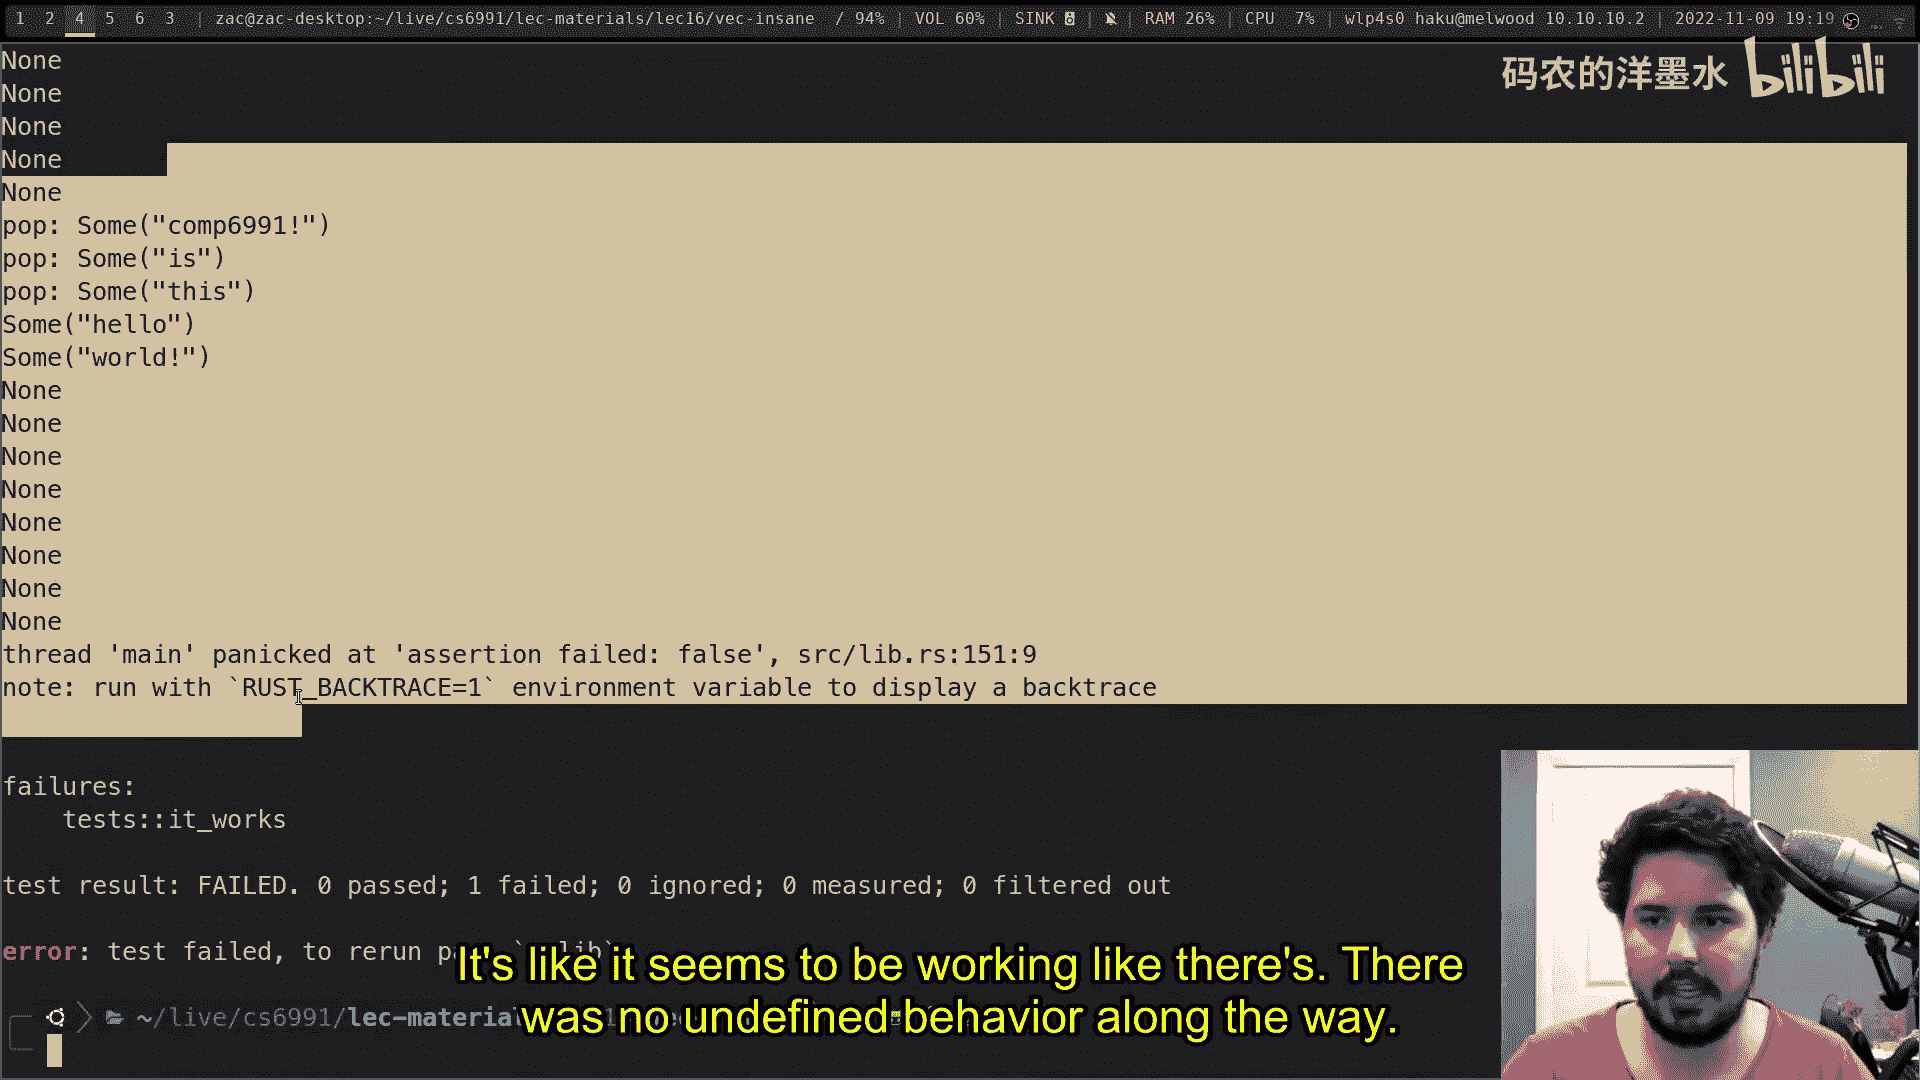 1 2 4 5 6 3 | zac@zac-desktop:~/live/cs6991/lec-materials/lec16/vec-insane / 94% | VOL 60% | SINK | | RAM 26% | CPU 7% | wlp4s0 haku@melwood 10.10.10.2 | 2022-11-09 19:19
码农的洋墨水 bilibili
None
None
None
None
None
pop: Some("comp6991!")
pop: Some("is")
pop: Some("this")
Some("hello")
Some("world!")
None
None
None
None
None
None
None
None
thread 'main' panicked at 'assertion failed: false', src/lib.rs:151:9
note: run with `RUST_BACKTRACE=1` environment variable to display a backtrace
failures:
tests::it_works
test result: FAILED. 0 passed; 1 failed; 0 ignored; 0 measured; 0 filtered out
error: test failed, to rerun
~/live/cs6991/lec-materia
It's like it seems to be working like there's. There
was no undefined behavior along the way.